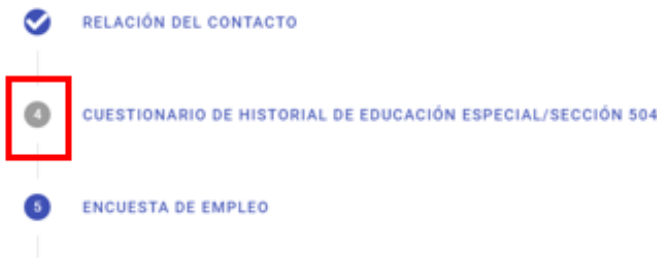 RELACIÓN DEL CONTACTO
4 CUESTIONARIO DE HISTORIAL DE EDUCACIÓN ESPECIAL/SECCIÓN 504
5 ENCUESTA DE EMPLEO